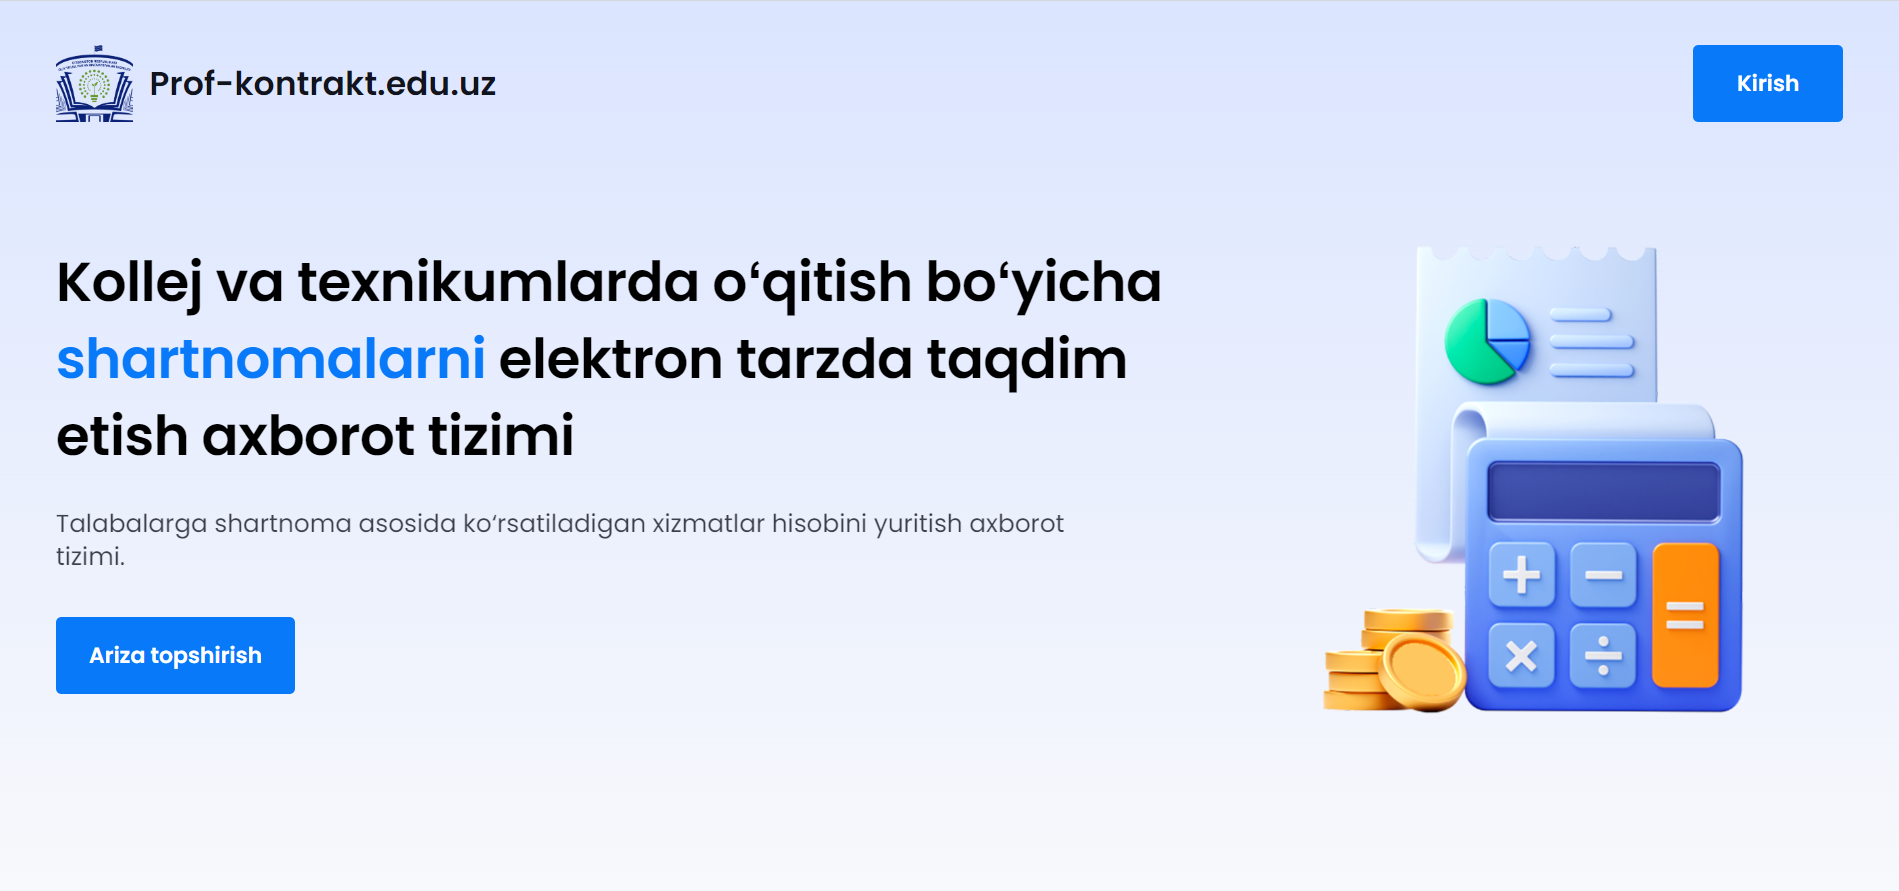 Prof-kontrakt.edu.uz
Kirish
Kollej va texnikumlarda o‘qitish bo‘yicha
shartnomalarni elektron tarzda taqdim
etish axborot tizimi
Talabalarga shartnoma asosida ko‘rsatiladigan xizmatlar hisobini yuritish axborot
tizimi.
Ariza topshirish